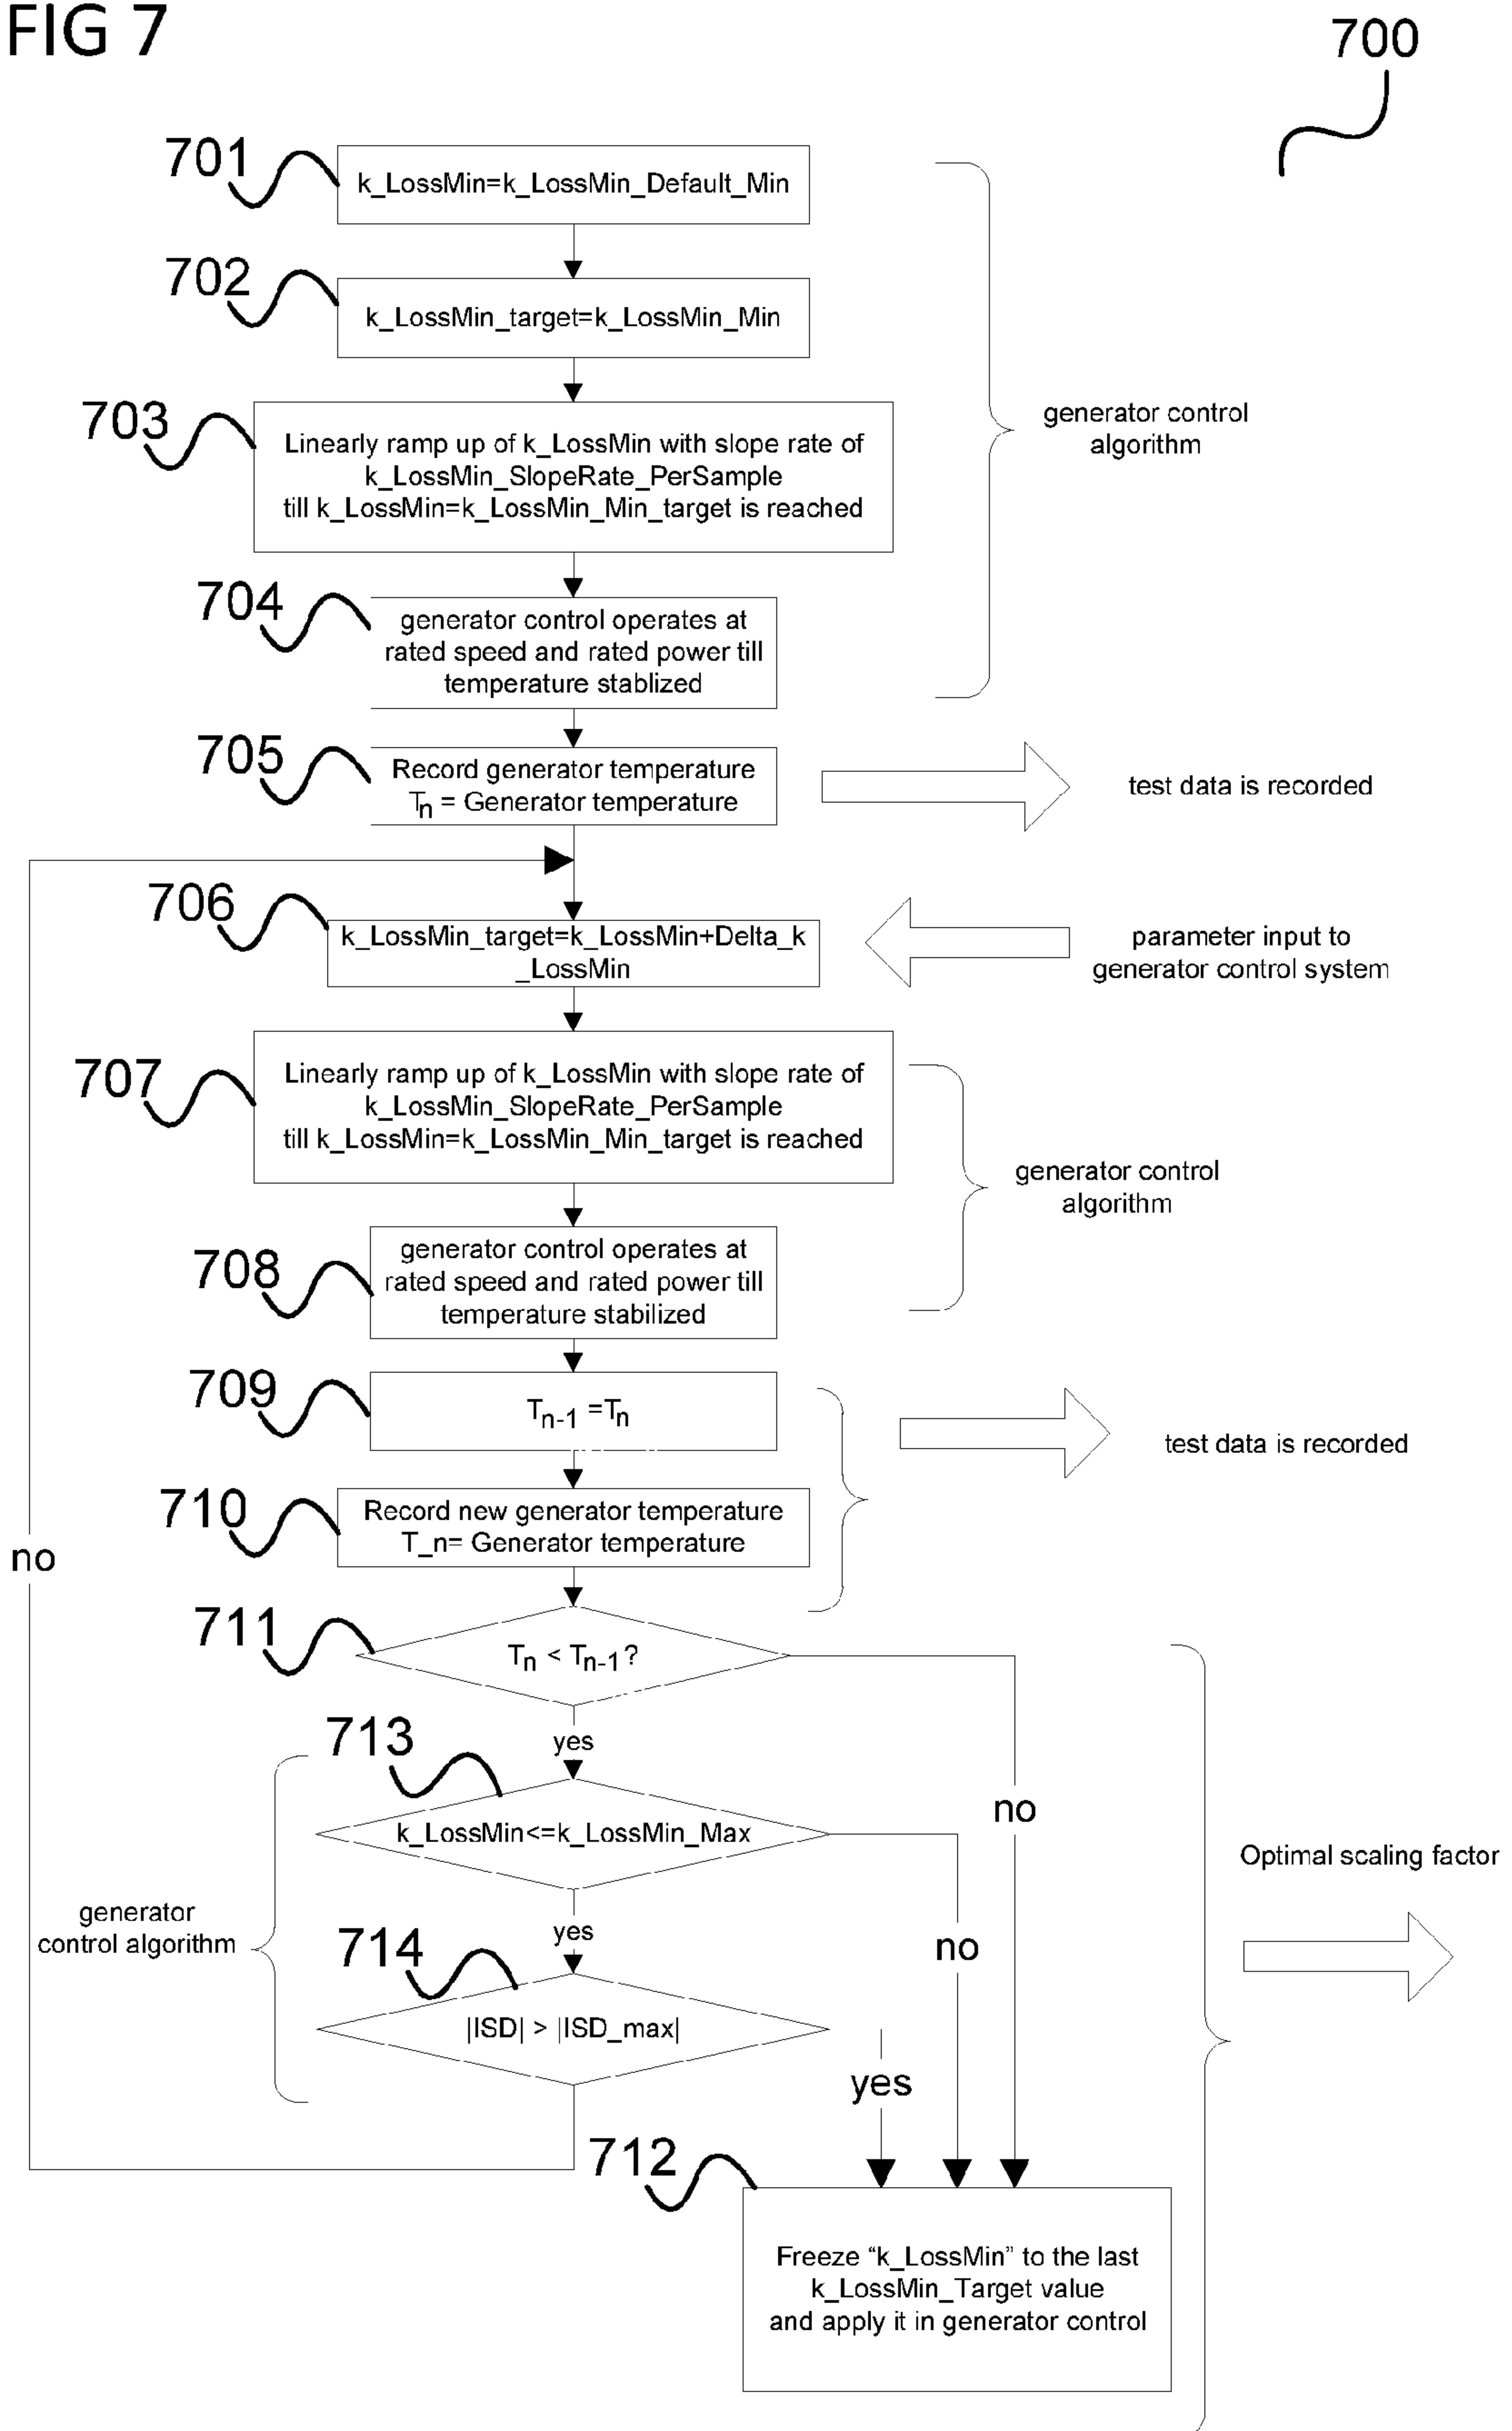 FIG 7
700
701
k_LossMin=k_LossMin_Default_Min
702
k_LossMin_target=k_LossMin_Min
703
Linearly ramp up of k_LossMin with slope rate of
k_LossMin_SlopeRate_PerSample
till k_LossMin=k_LossMin_Min_target is reached
generator control
algorithm
704
generator control operates at
rated speed and rated power till
temperature stablized
705
Record generator temperature
Tn = Generator temperature
test data is recorded
706
k_LossMin_target=k_LossMin+Delta_k
_LossMin
parameter input to
generator control system
707
Linearly ramp up of k_LossMin with slope rate of
k_LossMin_SlopeRate_PerSample
till k_LossMin=k_LossMin_Min_target is reached
generator control
algorithm
708
generator control operates at
rated speed and rated power till
temperature stabilized
709
Tn-1 =Tn
test data is recorded
710
Record new generator temperature
T_n= Generator temperature
no
711
Tn < Tn-1?
yes
713
k_LossMin<=k_LossMin_Max
no
Optimal scaling factor
generator
control algorithm
yes
714
no
|ISD| > |ISD_max|
yes
712
Freeze “k_LossMin” to the last
k_LossMin_Target value
and apply it in generator control